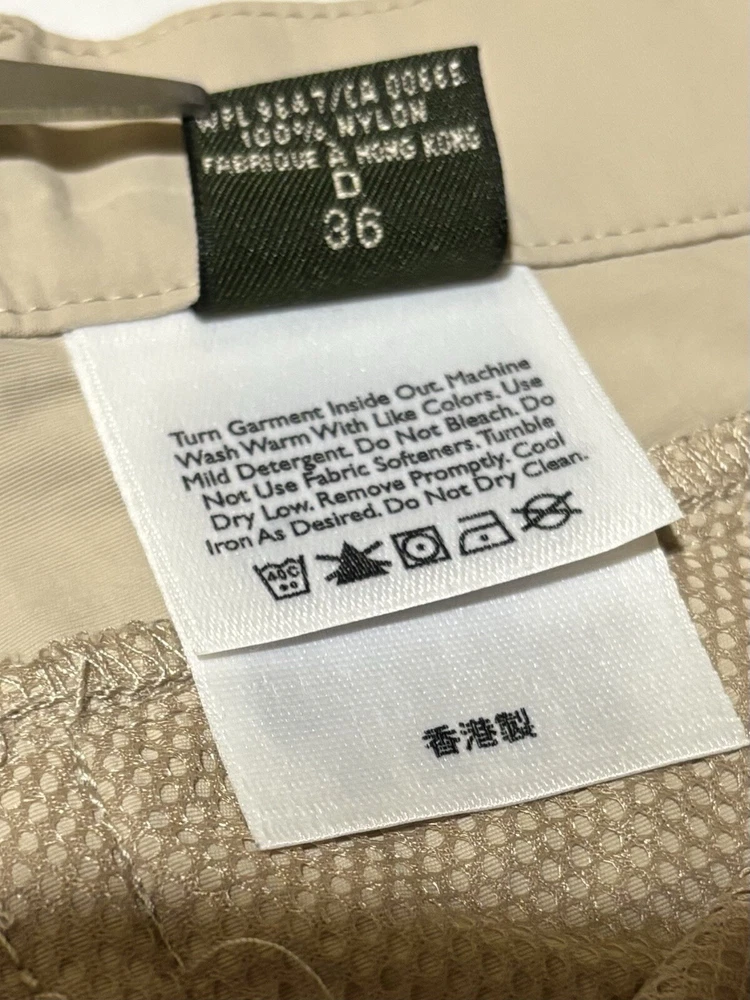 WPL 9647/CA 00665
100% NYLON
FABRIQUE A HONG KONG
D
36
Turn Garment Inside Out. Machine
Wash Warm With Like Colors. Use
Mild Detergent. Do Not Bleach. Do
Not Use Fabric Softeners. Tumble
Dry Low. Remove Promptly. Cool
Iron As Desired. Do Not Dry Clean.
40C
香港製